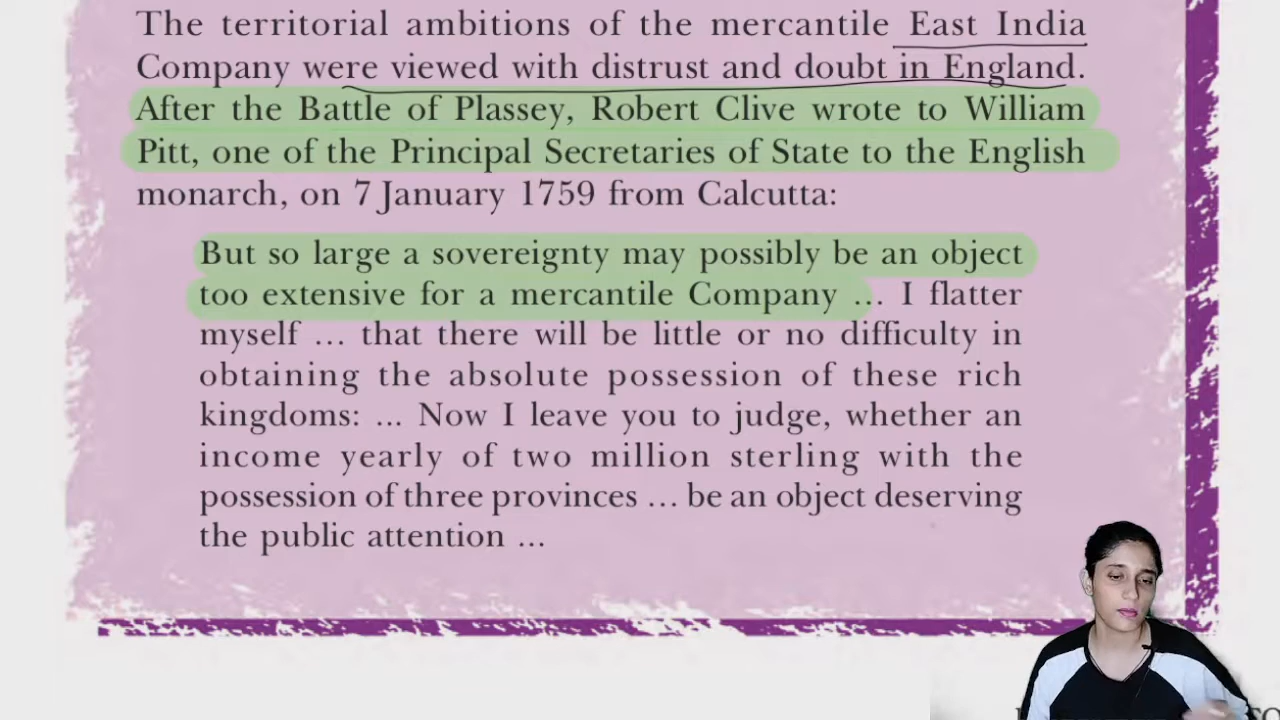 The territorial ambitions of the mercantile East India
Company were viewed with distrust and doubt in England.
After the Battle of Plassey, Robert Clive wrote to William
Pitt, one of the Principal Secretaries of State to the English
monarch, on 7 January 1759 from Calcutta:
But so large a sovereignty may possibly be an object
too extensive for a mercantile Company … I flatter
myself … that there will be little or no difficulty in
obtaining the absolute possession of these rich
kingdoms: ... Now I leave you to judge, whether an
income yearly of two million sterling with the
possession of three provinces … be an object deserving
the public attention ...